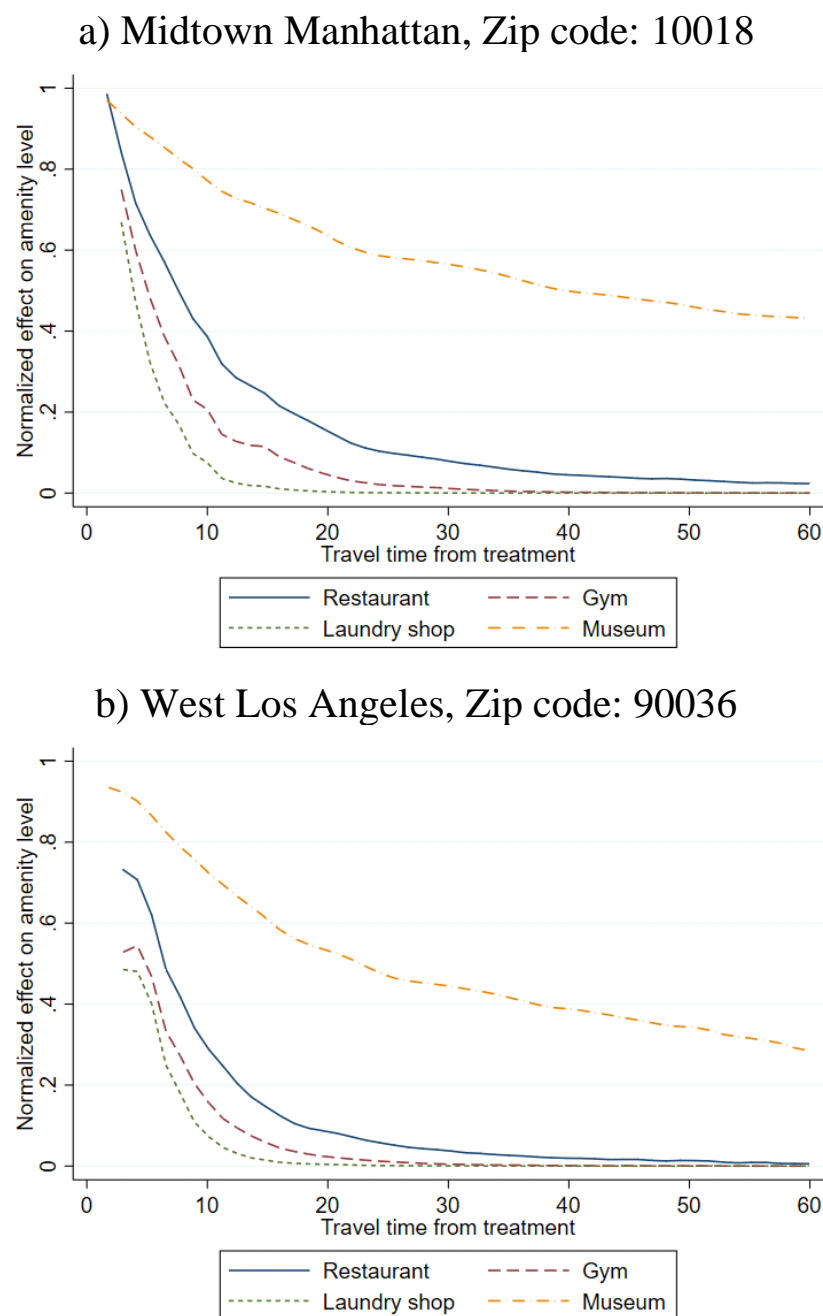 a) Midtown Manhattan, Zip code: 10018
Normalized effect on amenity level
1
.8
.6
.4
.2
0
0 10 20 30 40 50 60
Travel time from treatment
Restaurant Gym
Laundry shop Museum
b) West Los Angeles, Zip code: 90036
Normalized effect on amenity level
1
.8
.6
.4
.2
0
0 10 20 30 40 50 60
Travel time from treatment
Restaurant Gym
Laundry shop Museum